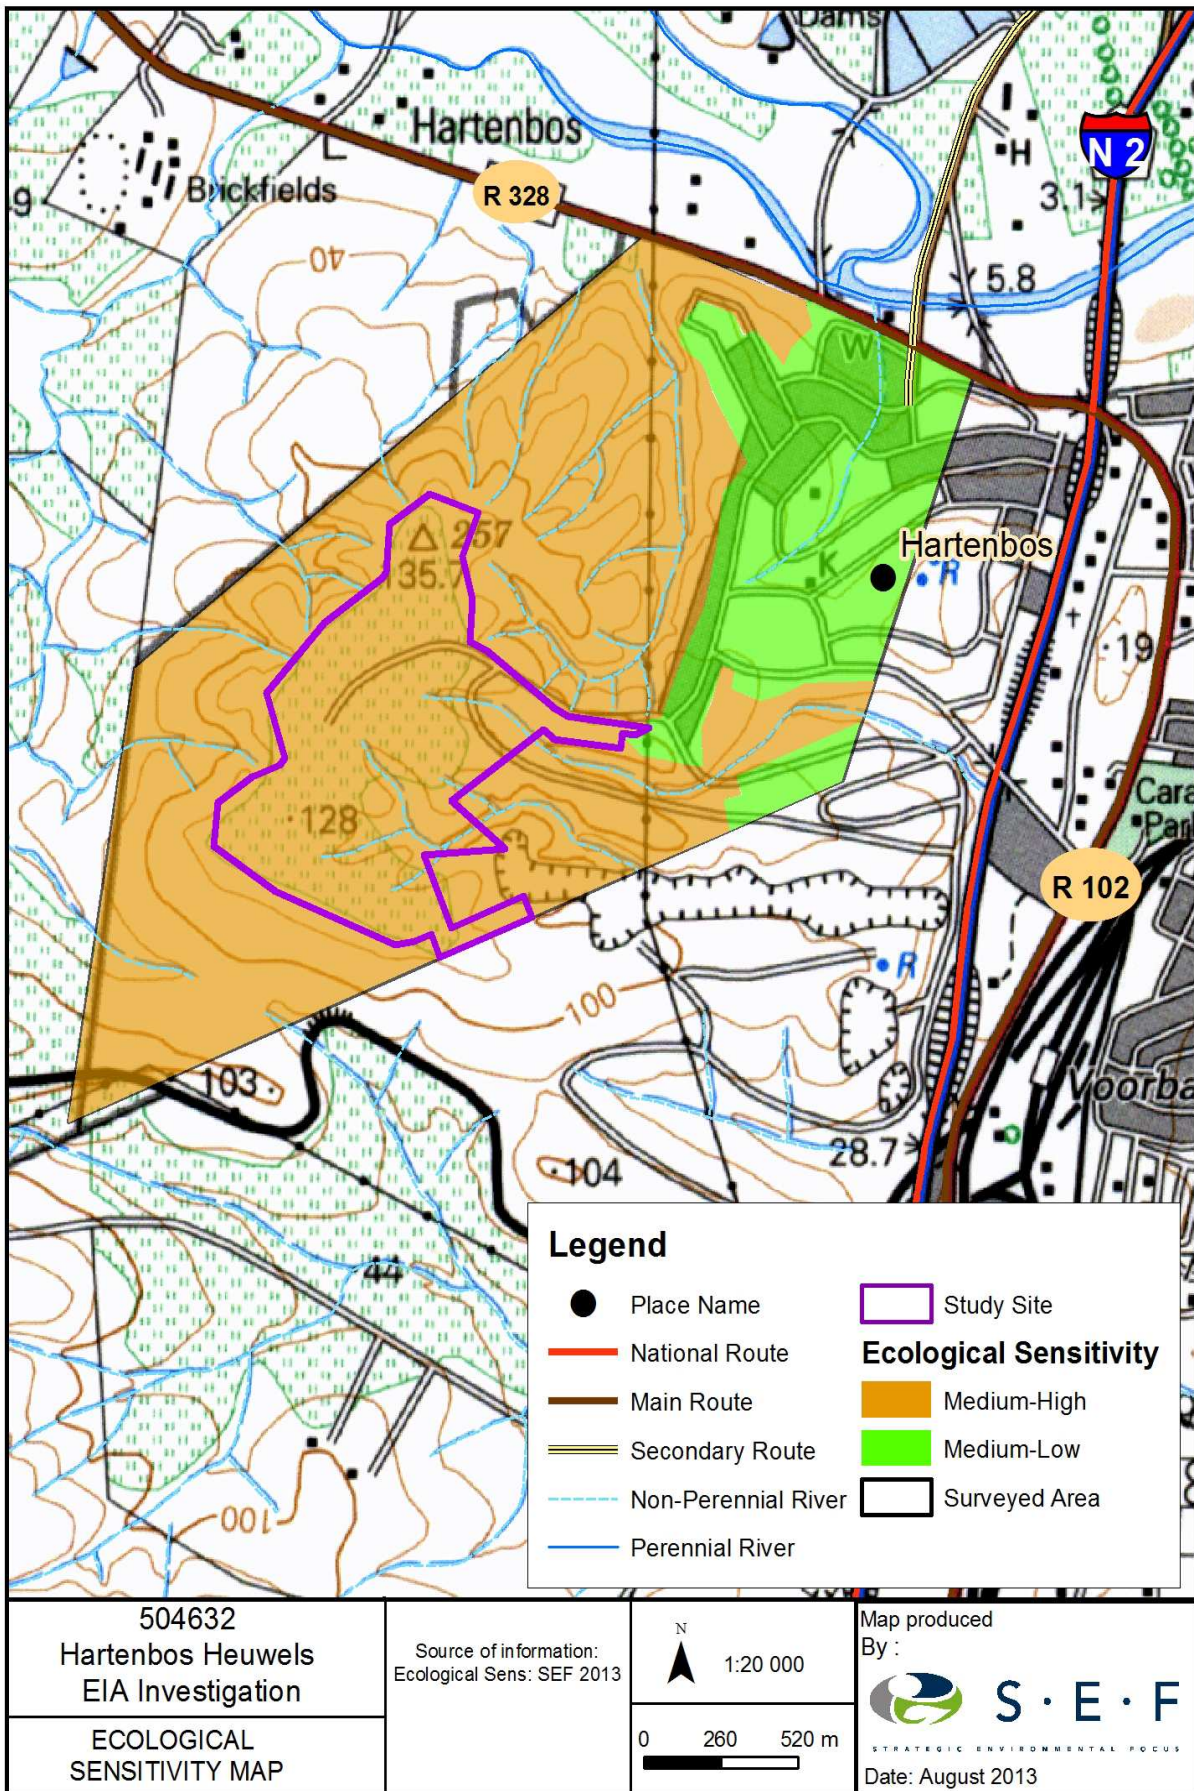 Dams
Hartenbos
Brickfields
R 328
N 2
H
3.1
5.8
9
40
W
257
35.7
K
Hartenbos
R
19
128
Cara
Par
R 102
100
R
103
Voorba
28.7
104
44
100
Legend
Place Name
National Route
Main Route
Secondary Route
Non-Perennial River
Perennial River
Study Site
Ecological Sensitivity
Medium-High
Medium-Low
Surveyed Area
504632
Hartenbos Heuwels
EIA Investigation
ECOLOGICAL
SENSITIVITY MAP
Source of information:
Ecological Sens: SEF 2013
N
1:20 000
0 260 520 m
Map produced
By :
S·E·F
STRATEGIC ENVIRONMENTAL FOCUS
Date: August 2013